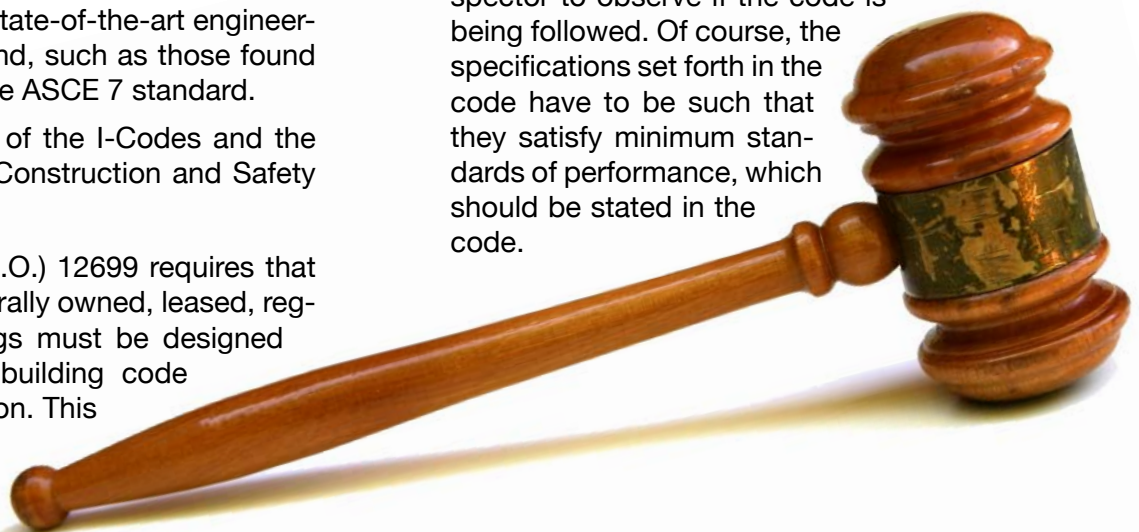 tate-of-the-art engineer-
nd, such as those found
e ASCE 7 standard.
of the I-Codes and the
Construction and Safety
.O.) 12699 requires that
rally owned, leased, reg-
gs must be designed
building code
on. This
spector to observe if the code is
being followed. Of course, the
specifications set forth in the
code have to be such that
they satisfy minimum stan-
dards of performance, which
should be stated in the
code.